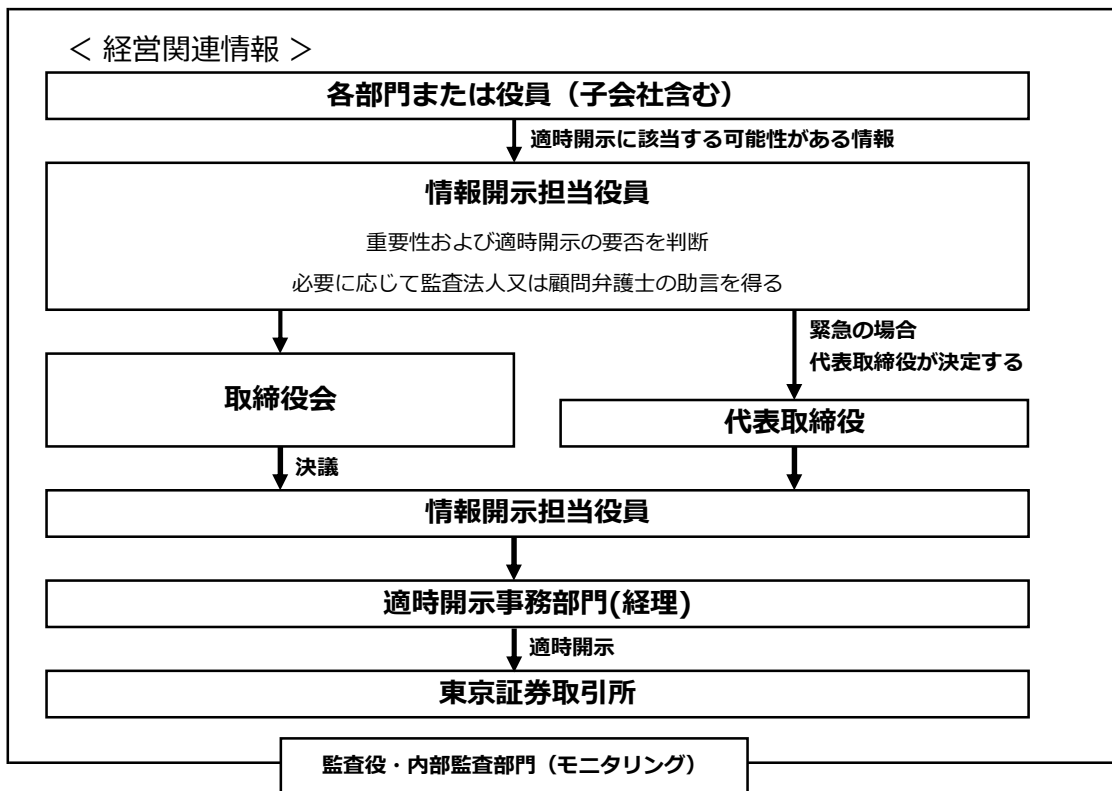 ＜ 経営関連情報 ＞
各部門または役員（子会社含む）
適時開示に該当する可能性がある情報
情報開示担当役員
重要性および適時開示の要否を判断
必要に応じて監査法人又は顧問弁護士の助言を得る
緊急の場合
代表取締役が決定する
取締役会
代表取締役
決議
情報開示担当役員
適時開示事務部門(経理)
適時開示
東京証券取引所
監査役・内部監査部門（モニタリング）